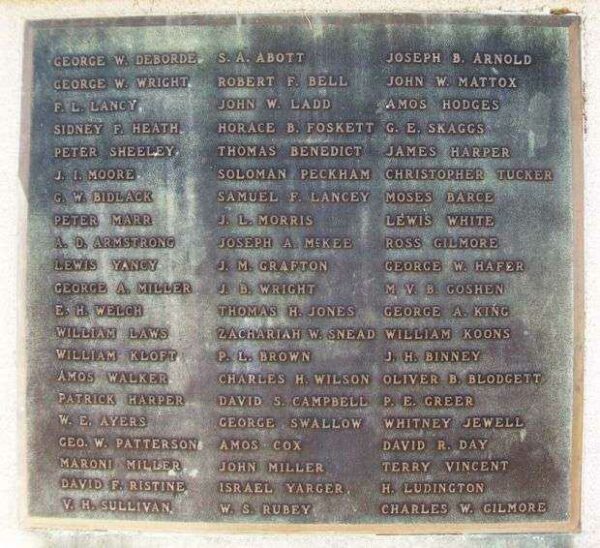 GEORGE W. DEBORDE
GEORGE W. WRIGHT
F. L. LANCY
SIDNEY F. HEATH
PETER SHEELEY
J. I. MOORE
G. W. BIDLACK
PETER MARR
A. D. ARMSTRONG
LEWIS YANCY
GEORGE A. MILLER
E. H. WELCH
WILLIAM LAWS
WILLIAM KLOFT
AMOS WALKER
PATRICK HARPER
W. E. AYERS
GEO. W. PATTERSON
MARONI MILLER
DAVID F. RISTINE
V. H. SULLIVAN
S. A. ABOTT
ROBERT F. BELL
JOHN W. LADD
HORACE B. FOSKETT
THOMAS BENEDICT
SOLOMAN PECKHAM
SAMUEL F. LANCEY
J. L. MORRIS
JOSEPH A. McKEE
J. M. GRAFTON
J. B. WRIGHT
THOMAS H. JONES
ZACHARIAH W. SNEAD
P. L. BROWN
CHARLES H. WILSON
DAVID S. CAMPBELL
GEORGE SWALLOW
AMOS COX
JOHN MILLER
ISRAEL YARGER
W. S. RUBEY
JOSEPH B. ARNOLD
JOHN W. MATTOX
AMOS HODGES
G. E. SKAGGS
JAMES HARPER
CHRISTOPHER TUCKER
MOSES BARCE
LEWIS WHITE
ROSS GILMORE
GEORGE W. HAFER
M. V. B. GOSHEN
GEORGE A. KING
WILLIAM KOONS
J. H. BINNEY
OLIVER B. BLODGETT
P. E. GREER
WHITNEY JEWELL
DAVID R. DAY
TERRY VINCENT
H. LUDINGTON
CHARLES W. GILMORE